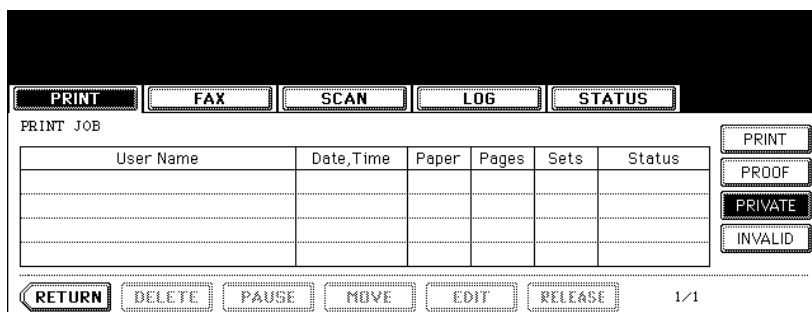 PRINT FAX SCAN LOG STATUS
PRINT JOB
User Name Date,Time Paper Pages Sets Status
PRINT
PROOF
PRIVATE
INVALID
RETURN DELETE PAUSE MOVE EDIT RELEASE 1/1